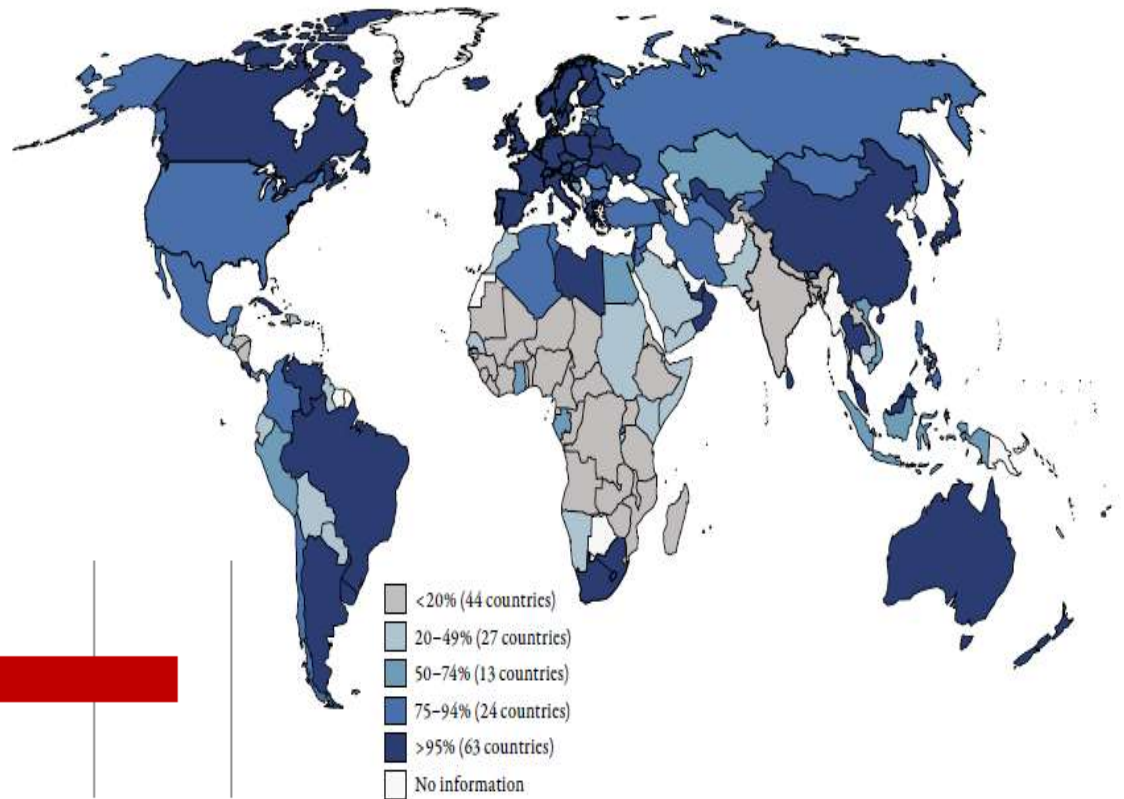 <20% (44 countries)
20–49% (27 countries)
50–74% (13 countries)
75–94% (24 countries)
>95% (63 countries)
No information